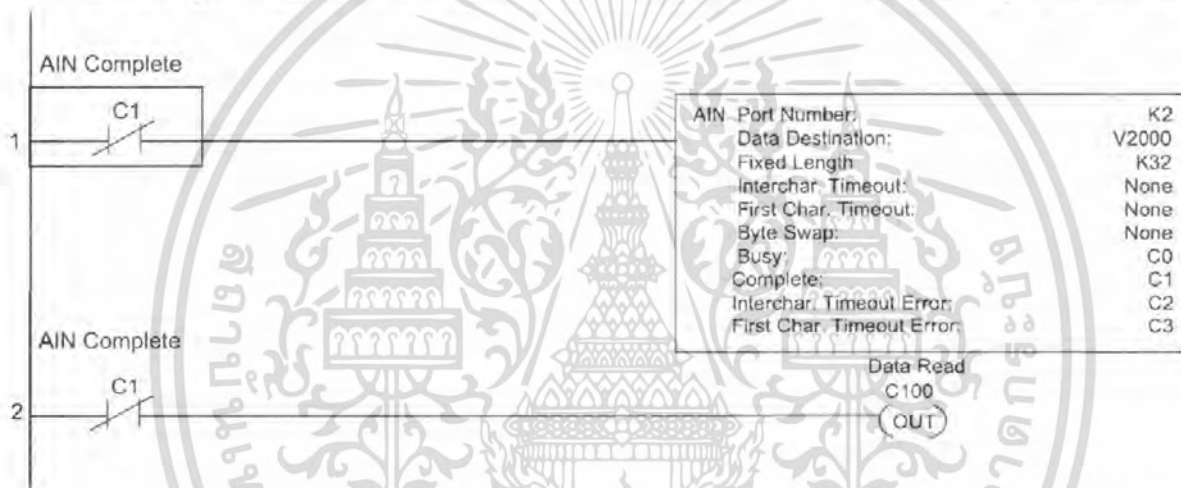 AIN Complete
C1
1
AIN Port Number: K2
Data Destination: V2000
Fixed Length K32
Interchar. Timeout: None
First Char. Timeout: None
Byte Swap: None
Busy: C0
Complete: C1
Interchar. Timeout Error: C2
First Char. Timeout Error: C3
AIN Complete
C1
2
Data Read
C100
OUT